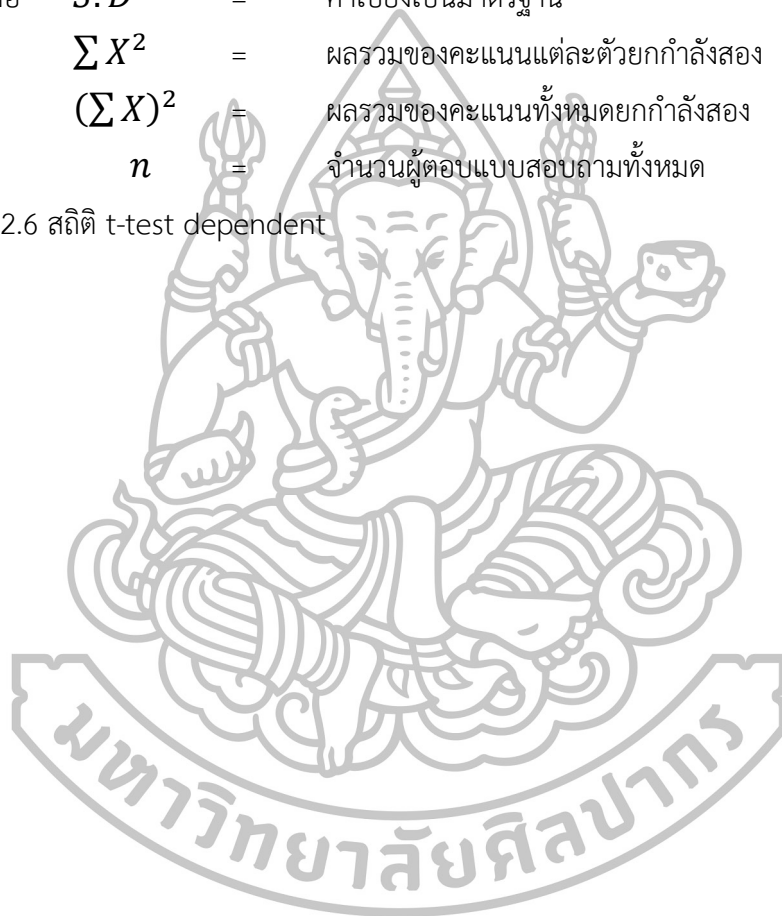 S.D = ค่าเบี่ยงเบนมาตรฐาน
∑ X² = ผลรวมของคะแนนแต่ละตัวยกกำลังสอง
(∑ X)² = ผลรวมของคะแนนทั้งหมดยกกำลังสอง
n = จำนวนผู้ตอบแบบสอบถามทั้งหมด
2.6 สถิติ t-test dependent
มหาวิทยาลัยศิลปากร